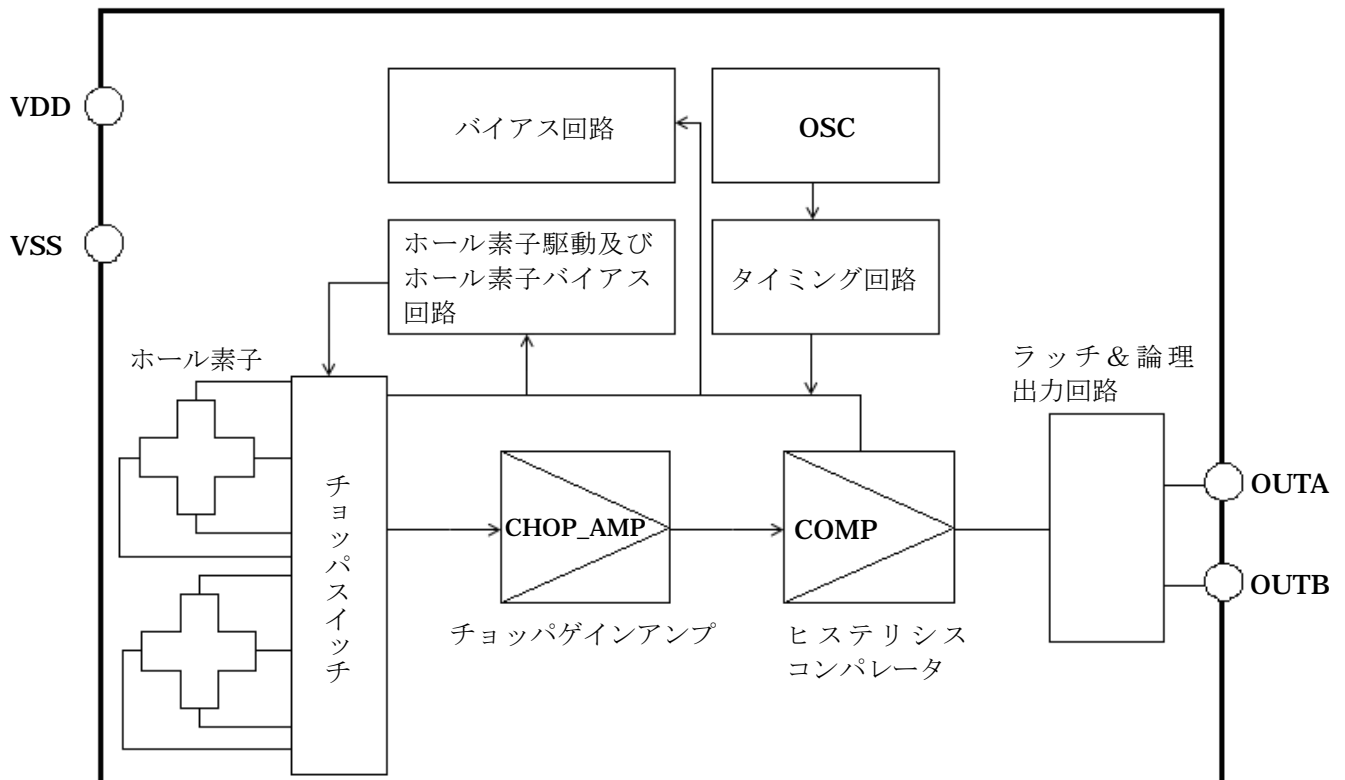 バイアス回路
OSC
VDD
VSS
ホール素子駆動及び
ホール素子バイアス
回路
タイミング回路
ホール素子
ラッチ&論理
出力回路
チョッパスイッチ
CHOP_AMP
COMP
OUTA
OUTB
チョッパゲインアンプ
ヒステリシス
コンパレータ